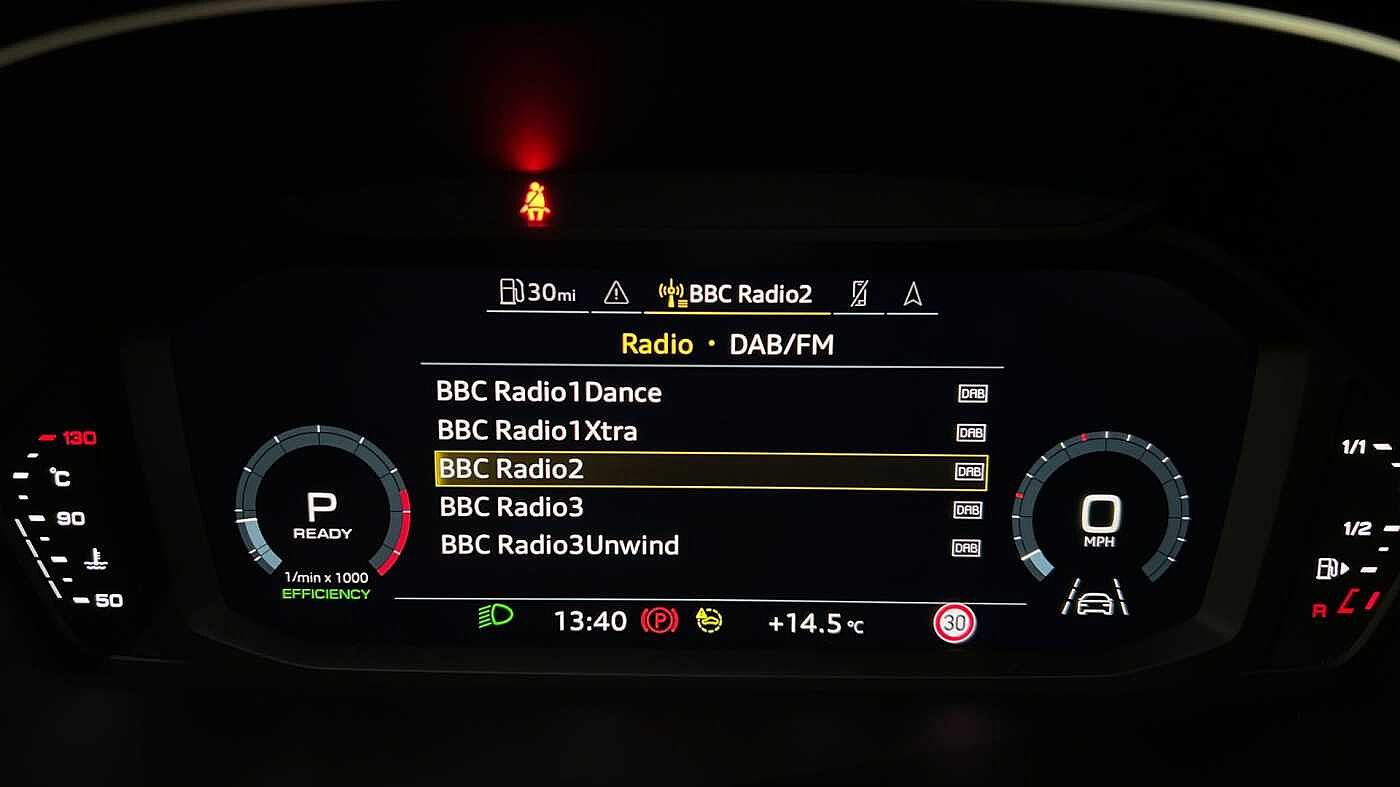 30mi BBC Radio2
Radio • DAB/FM
BBC Radio1Dance DAB
BBC Radio1Xtra DAB
BBC Radio2 DAB
BBC Radio3 DAB
BBC Radio3Unwind DAB
130
°C
90
50
P
READY
1/min x 1000
EFFICIENCY
0
MPH
13:40 P +14.5 °C 30
1/1
1/2
R